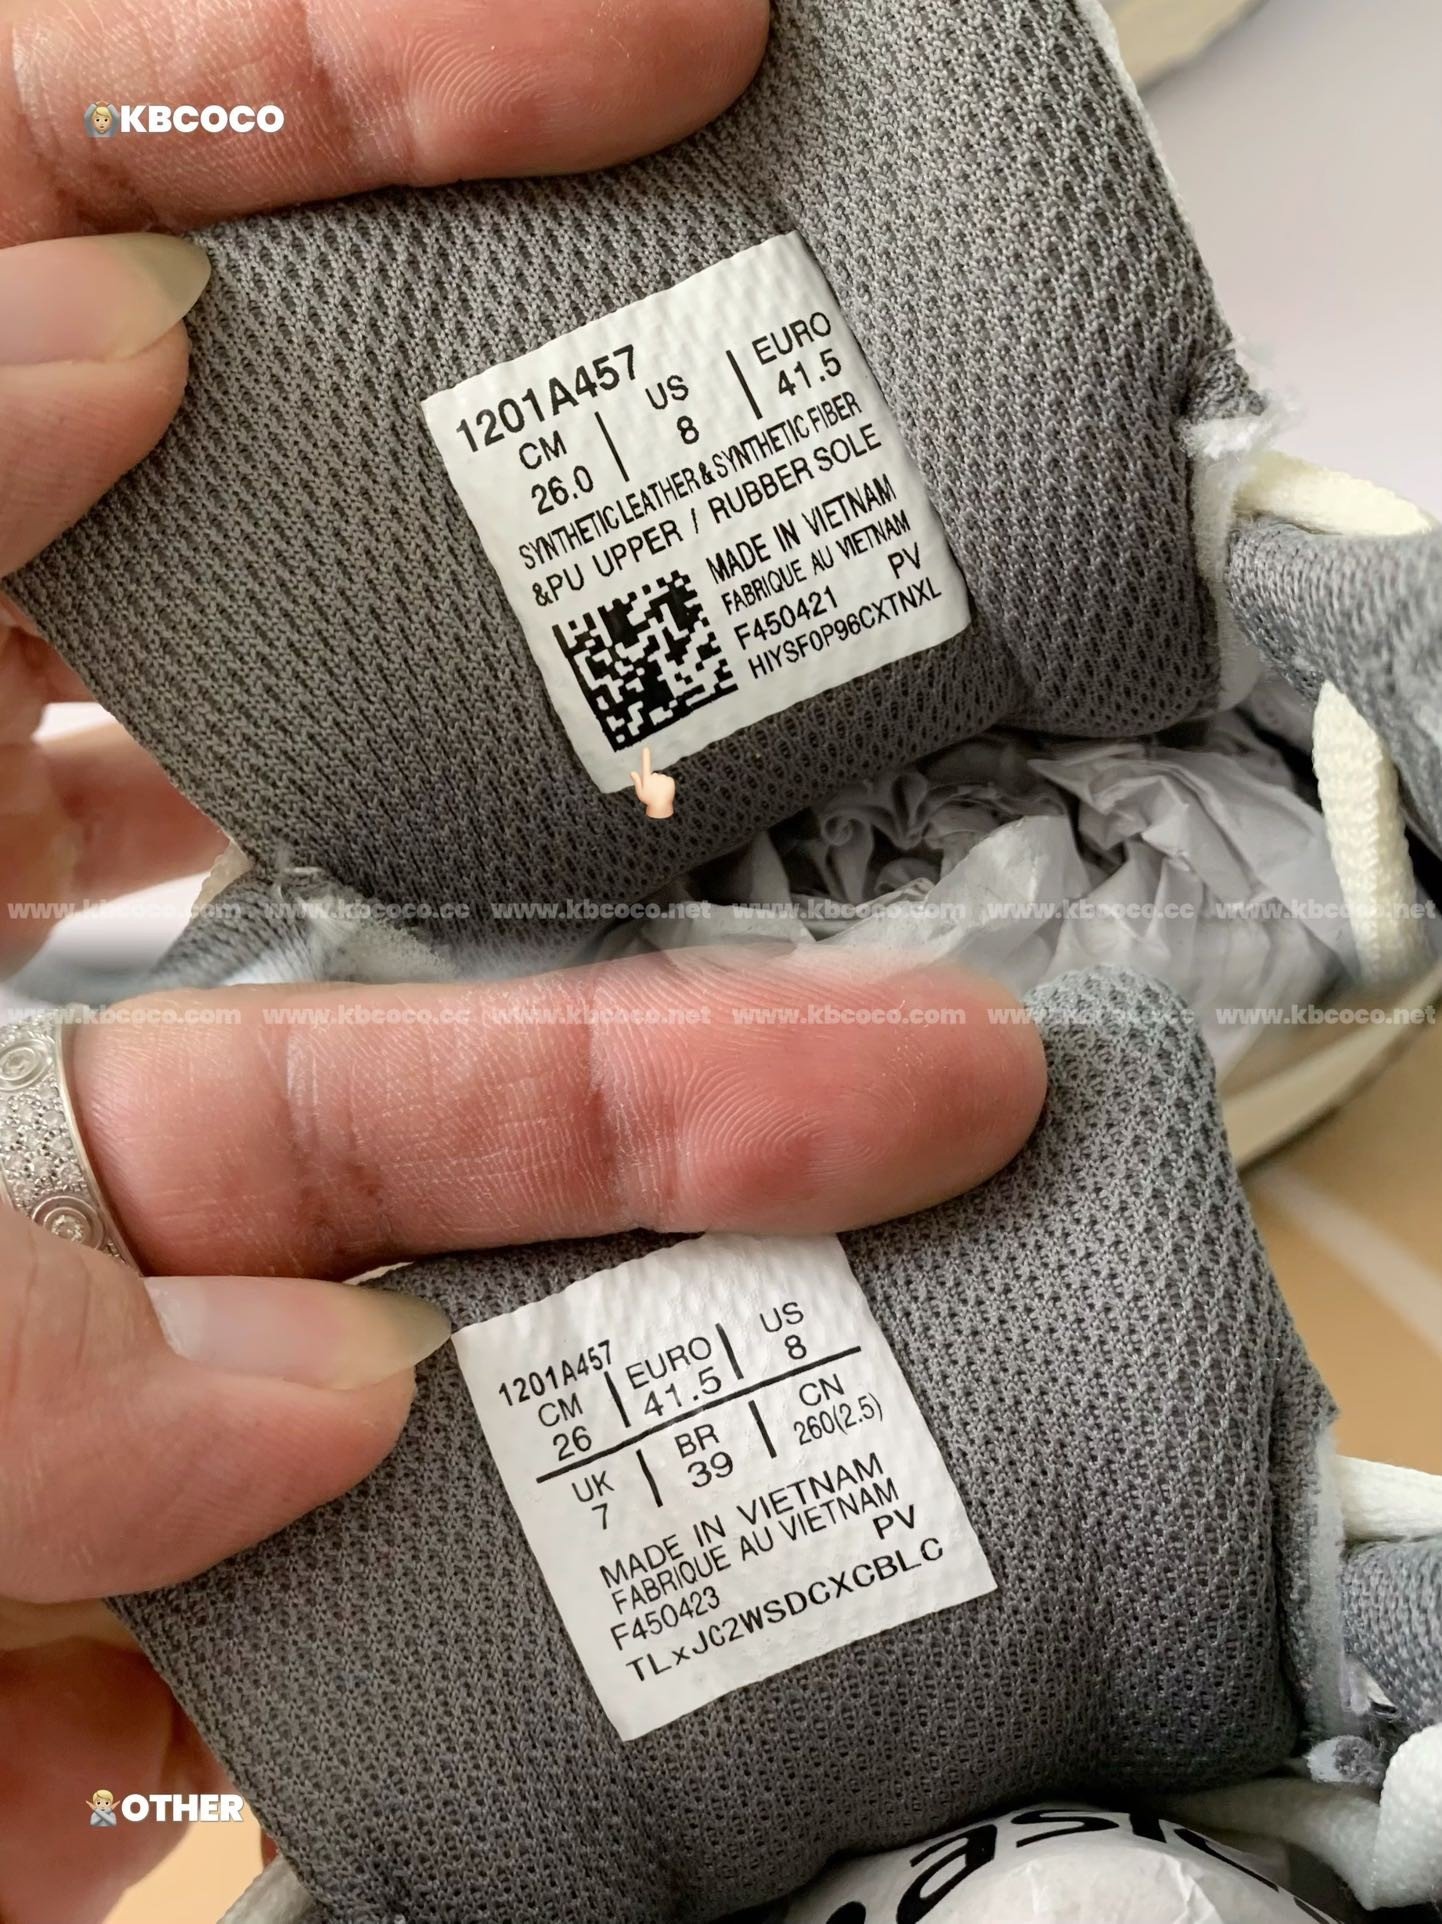 KBCOCO
1201A457
CM | US | EURO
26.0 | 8 | 41.5
SYNTHETIC LEATHER&SYNTHETIC FIBER
&PU UPPER / RUBBER SOLE
MADE IN VIETNAM
FABRIQUE AU VIETNAM
PV
F450421
HIYSF0P96CXTNXL
www.kbcoco.com www.kbcoco.cc www.kbcoco.net www.kbcoco.com www.kbcoco.cc www.kbcoco.net
www.kbcoco.com www.kbcoco.cc www.kbcoco.net www.kbcoco.com www.kbcoco.cc www.kbcoco.net
1201A457
CM | EURO | US
26 | 41.5 | 8
UK | BR | CN
7 | 39 | 260(2.5)
MADE IN VIETNAM
FABRIQUE AU VIETNAM
PV
F450423
TLxJC2WSDCXCBLC
OTHER